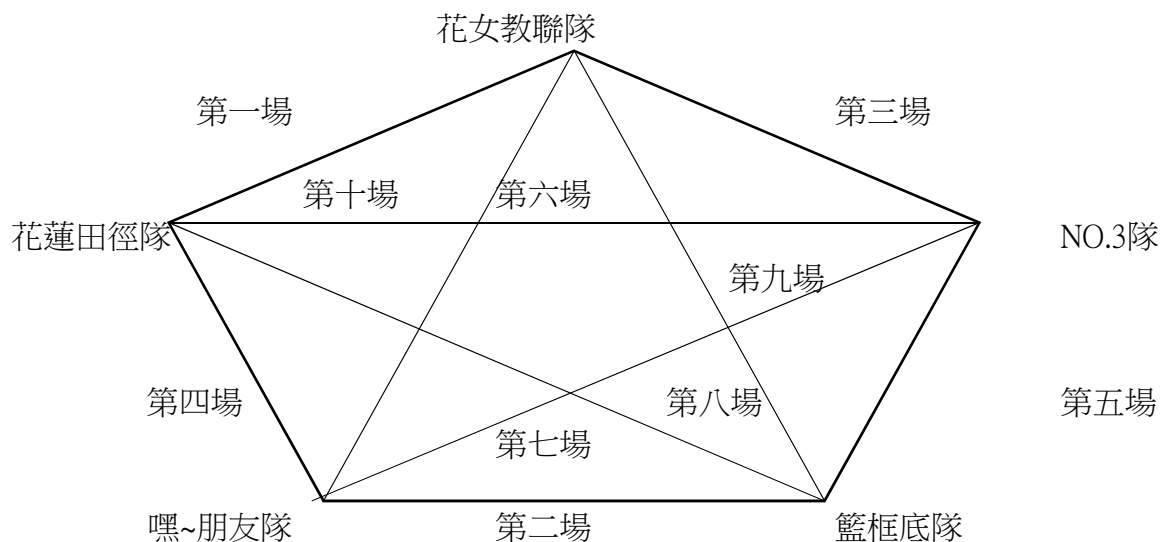 花女教聯隊
第一場
第三場
第十場
第六場
花蓮田徑隊
NO.3隊
第九場
第四場
第八場
第五場
第七場
嘿~朋友隊
第二場
籃框底隊